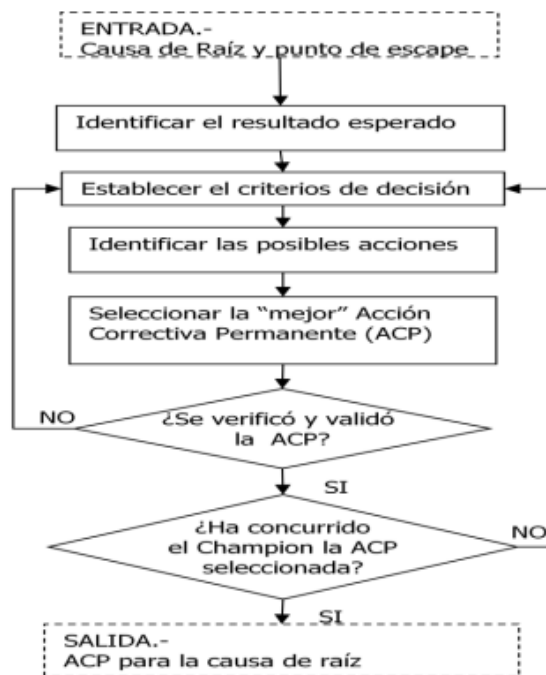 ENTRADA.-
Causa de Raíz y punto de escape
Identificar el resultado esperado
Establecer el criterios de decisión
Identificar las posibles acciones
Seleccionar la “mejor” Acción
Correctiva Permanente (ACP)
¿Se verificó y validó
la ACP?
NO
SI
¿Ha concurrido
el Champion la ACP
seleccionada?
NO
SI
SALIDA.-
ACP para la causa de raíz